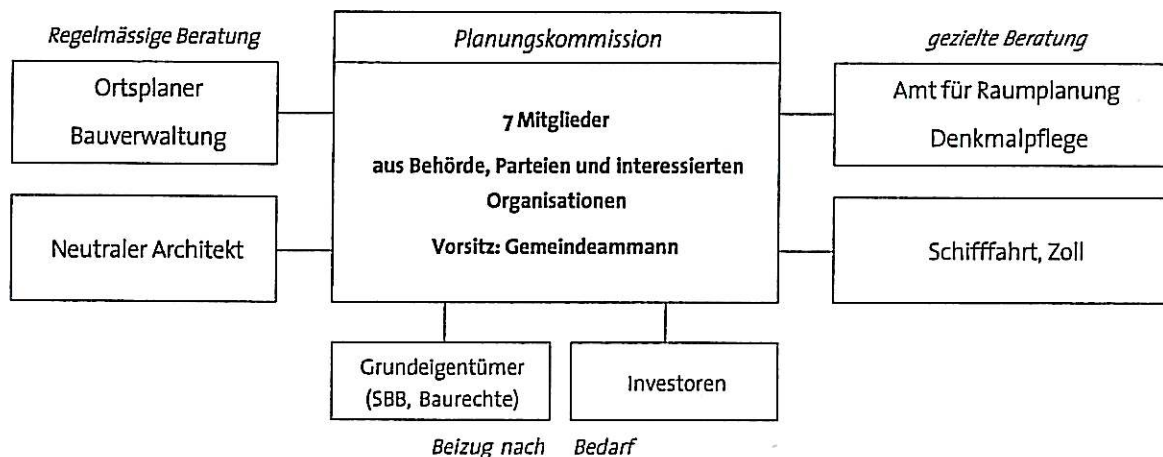 Regelmässige Beratung
Ortsplaner
Bauverwaltung
Neutraler Architekt
Planungskommission
7 Mitglieder
aus Behörde, Parteien und interessierten
Organisationen
Vorsitz: Gemeindeammann
gezielte Beratung
Amt für Raumplanung
Denkmalpflege
Schifffahrt, Zoll
Grundeigentümer
(SBB, Baurechte)
Investoren
Beizug nach Bedarf